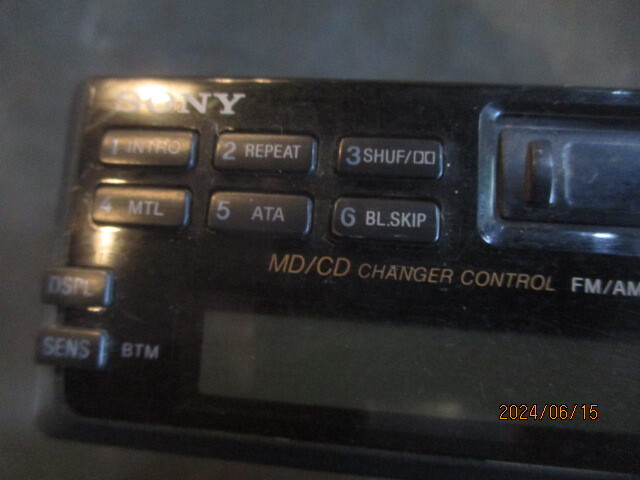 SONY
1 INTRO 2 REPEAT 3 SHUF/
4 MTL 5 ATA 6 BL.SKIP
MD/CD CHANGER CONTROL FM/AM
DSPL
SENS BTM
2024/06/15